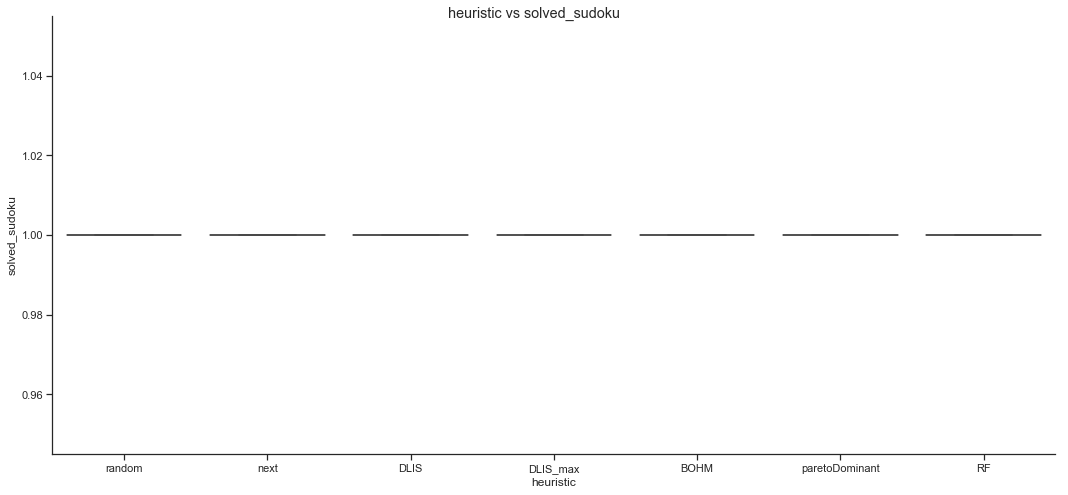 heuristic vs solved_sudoku
solved_sudoku
1.04
1.02
1.00
0.98
0.96
random next DLIS DLIS_max BOHM paretoDominant RF
heuristic